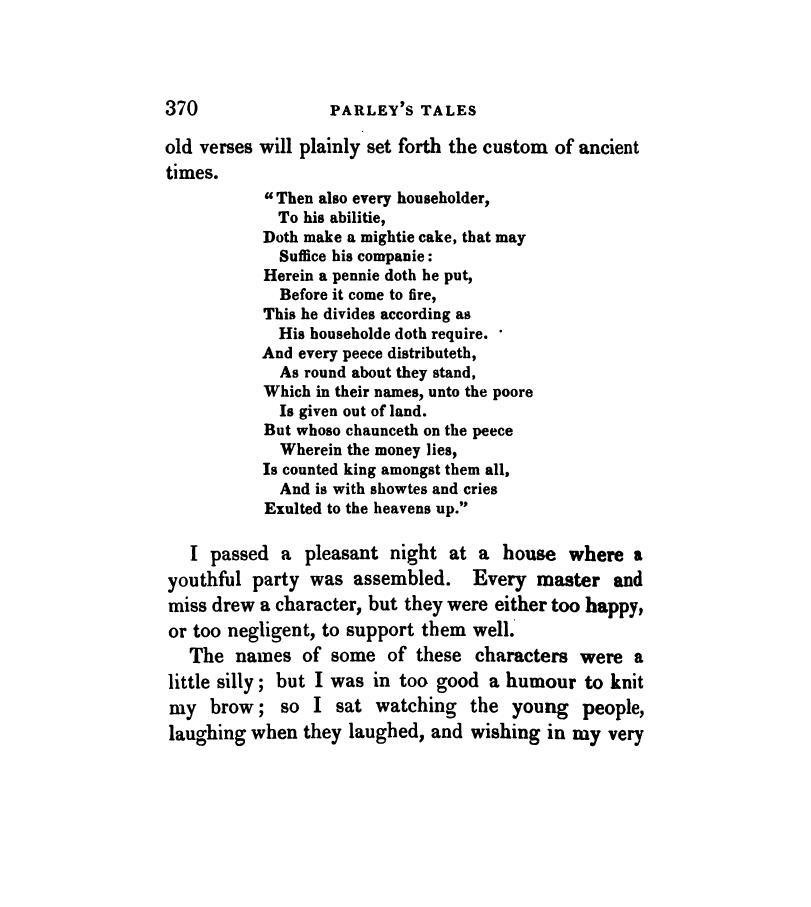 370 PARLEY'S TALES
old verses will plainly set forth the custom of ancient
times.
"Then also every householder,
To his abilitie,
Doth make a mightie cake, that may
Suffice his companie:
Herein a pennie doth he put,
Before it come to fire,
This he divides according as
His householde doth require.
And every peece distributeth,
As round about they stand,
Which in their names, unto the poore
Is given out of land.
But whoso chaunceth on the peece
Wherein the money lies,
Is counted king amongst them all,
And is with showtes and cries
Exulted to the heavens up."
I passed a pleasant night at a house where a
youthful party was assembled. Every master and
miss drew a character, but they were either too happy,
or too negligent, to support them well.
The names of some of these characters were a
little silly; but I was in too good a humour to knit
my brow; so I sat watching the young people,
laughing when they laughed, and wishing in my very